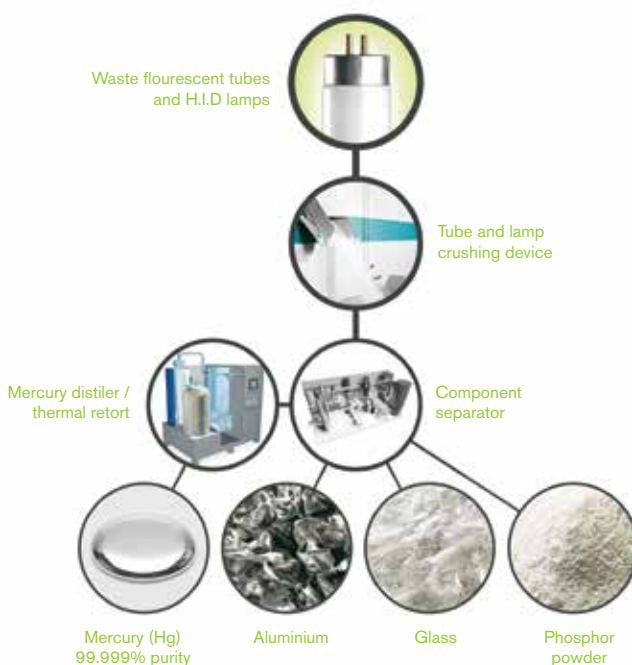 Waste flourescent tubes
and H.I.D lamps
Tube and lamp
crushing device
Mercury distiler /
thermal retort
Component
separator
Mercury (Hg)
99.999% purity
Aluminium
Glass
Phosphor
powder